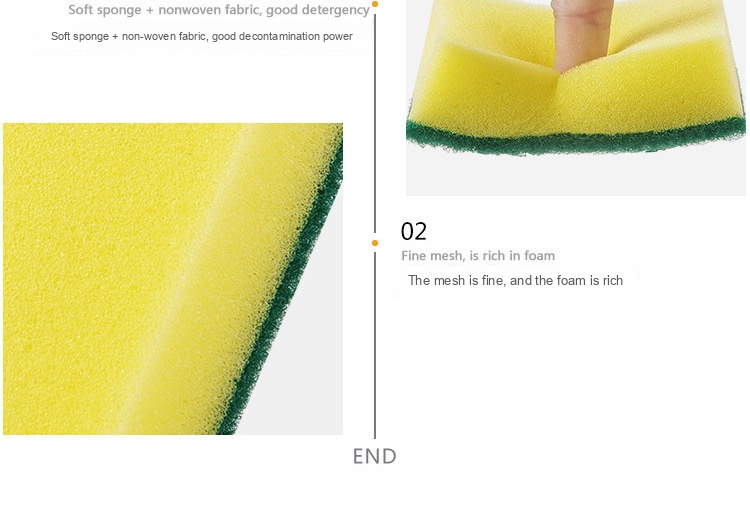 Soft sponge + nonwoven fabric, good detergency
Soft sponge + non-woven fabric, good decontamination power
02
Fine mesh, is rich in foam
The mesh is fine, and the foam is rich
END